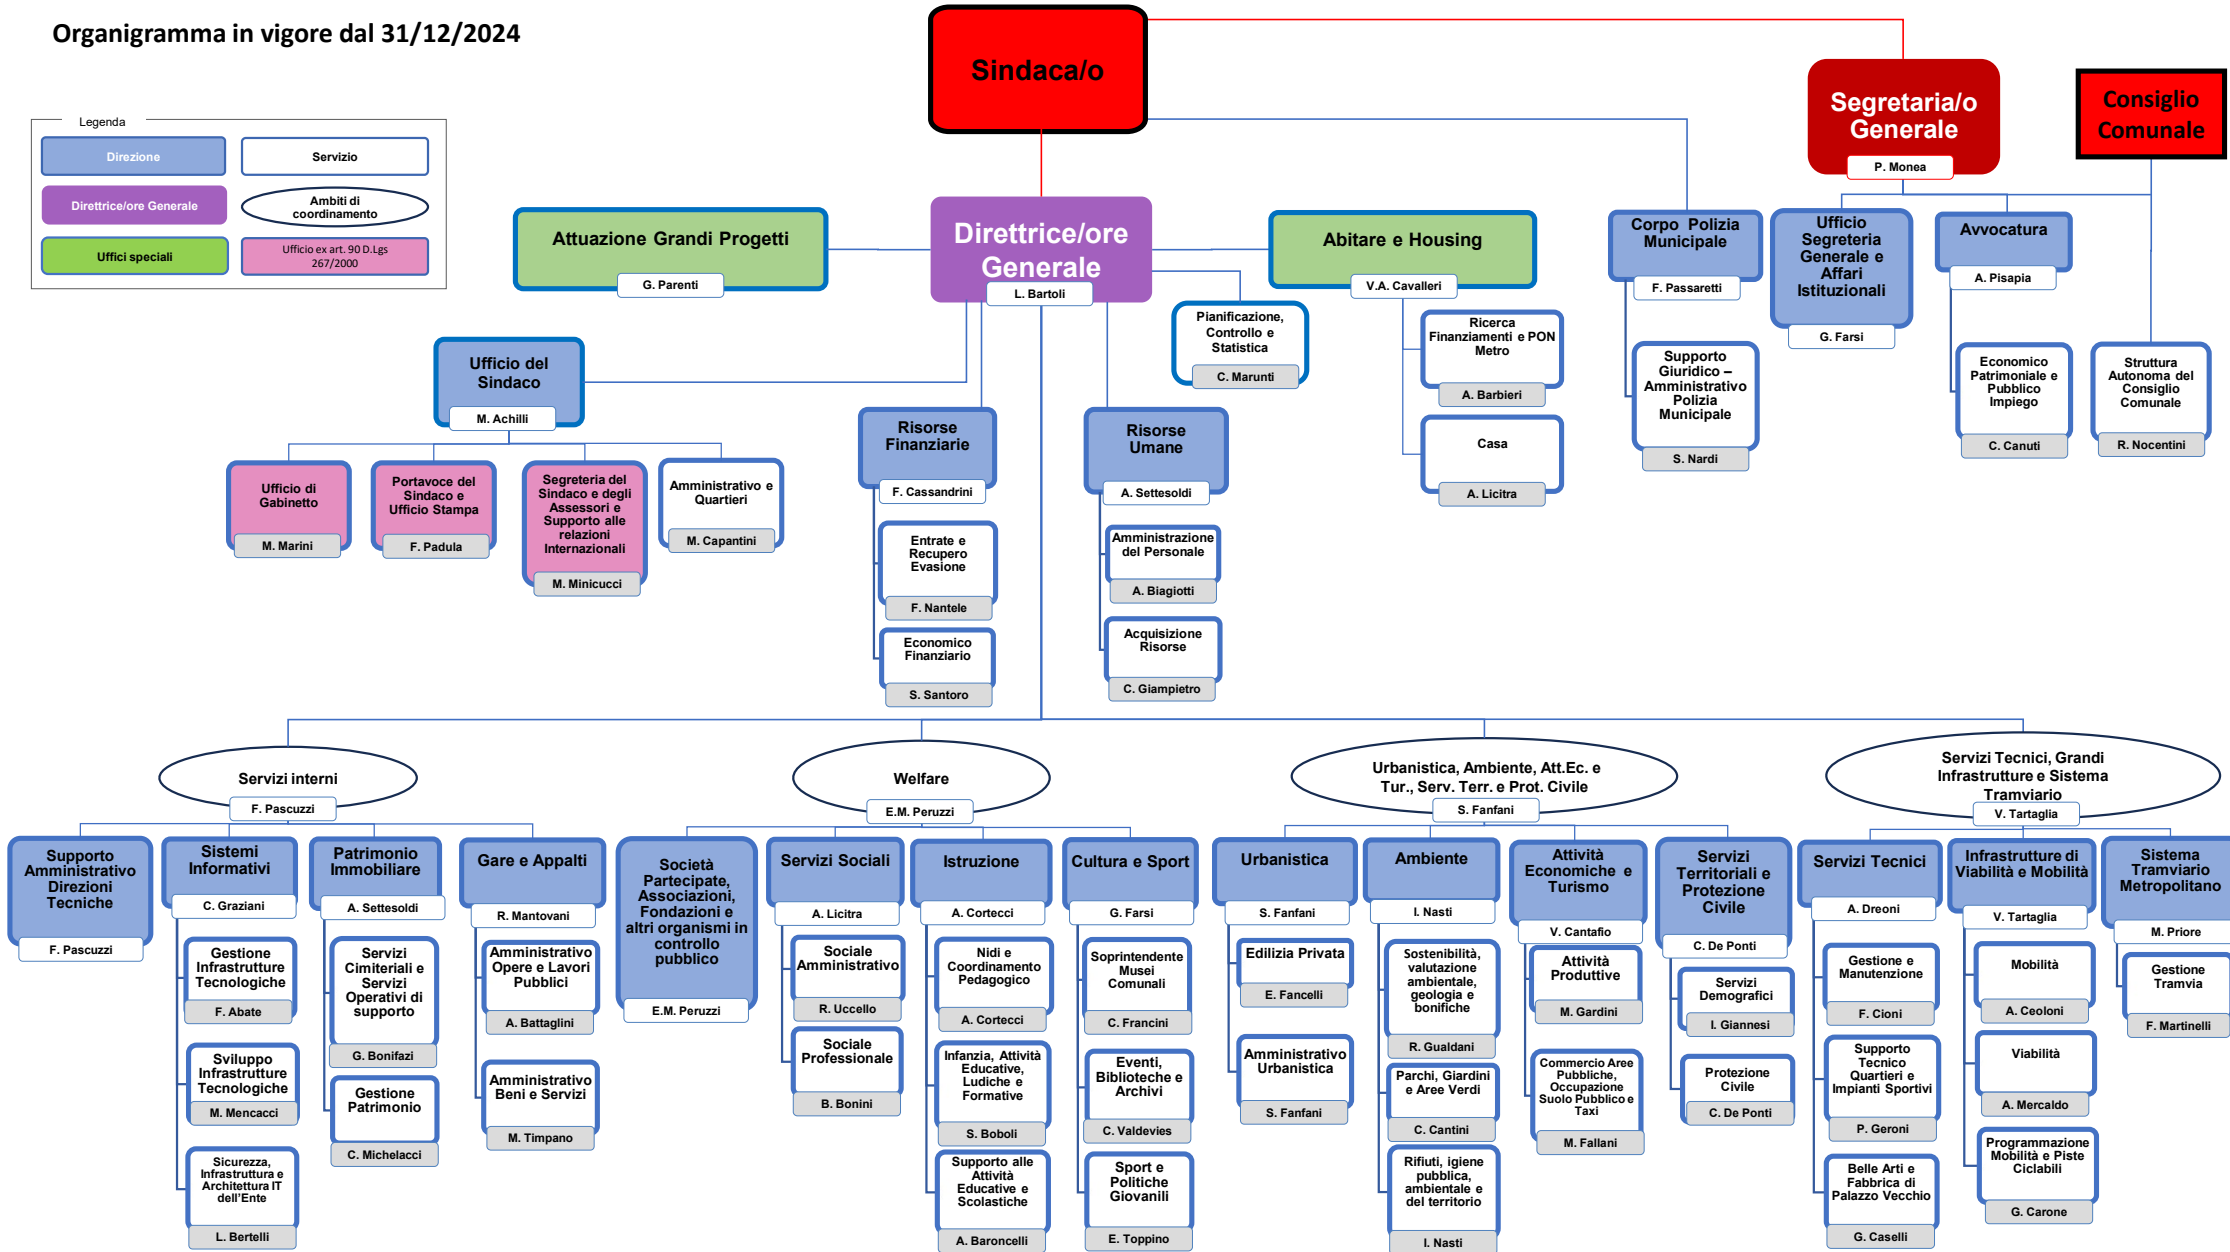 Organigramma in vigore dal 31/12/2024
Sindaca/o
Segretaria/o
Generale
P. Monea
Consiglio
Comunale
Legenda
Direzione
Servizio
Direttrice/ore Generale
Ambiti di
coordinamento
Uffici speciali
Ufficio ex art. 90 D.Lgs
267/2000
Attuazione Grandi Progetti
G. Parenti
Direttrice/ore
Generale
L. Bartoli
Abitare e Housing
V.A. Cavalleri
Corpo Polizia
Municipale
F. Passaretti
Ufficio
Segreteria
Generale e
Affari
Istituzionali
G. Farsi
Avvocatura
A. Pisapia
Pianificazione,
Controllo e
Statistica
C. Marunti
Ricerca
Finanziamenti e PON
Metro
A. Barbieri
Casa
A. Licitra
Supporto
Giuridico –
Amministrativo
Polizia
Municipale
S. Nardi
Economico
Patrimoniale e
Pubblico
Impiego
C. Canuti
Struttura
Autonoma del
Consiglio
Comunale
R. Nocentini
Ufficio del
Sindaco
M. Achilli
Ufficio di
Gabinetto
M. Marini
Portavoce del
Sindaco e
Ufficio Stampa
F. Padula
Segreteria del
Sindaco e degli
Assessori e
Supporto alle
relazioni
Internazionali
M. Minicucci
Amministrativo e
Quartieri
M. Capantini
Risorse
Finanziarie
F. Cassandrini
Entrate e
Recupero
Evasione
F. Nantele
Economico
Finanziario
S. Santoro
Risorse
Umane
A. Settesoldi
Amministrazione
del Personale
A. Biagiotti
Acquisizione
Risorse
C. Giampietro
Servizi interni
F. Pascuzzi
Welfare
E.M. Peruzzi
Urbanistica, Ambiente, Att.Ec. e
Tur., Serv. Terr. e Prot. Civile
S. Fanfani
Servizi Tecnici, Grandi
Infrastrutture e Sistema
Tramviario
V. Tartaglia
Supporto
Amministrativo
Direzioni
Tecniche
F. Pascuzzi
Sistemi
Informativi
C. Graziani
Gestione
Infrastrutture
Tecnologiche
F. Abate
Sviluppo
Infrastrutture
Tecnologiche
M. Mencacci
Sicurezza,
Infrastruttura e
Architettura IT
dell'Ente
L. Bertelli
Patrimonio
Immobiliare
A. Settesoldi
Servizi
Cimiteriali e
Servizi
Operativi di
supporto
G. Bonifazi
Gestione
Patrimonio
C. Michelacci
Gare e Appalti
R. Mantovani
Amministrativo
Opere e Lavori
Pubblici
A. Battaglini
Amministrativo
Beni e Servizi
M. Timpano
Società
Partecipate,
Associazioni,
Fondazioni e
altri organismi in
controllo
pubblico
E.M. Peruzzi
Servizi Sociali
A. Licitra
Sociale
Amministrativo
R. Uccello
Sociale
Professionale
B. Bonini
Istruzione
A. Cortecci
Nidi e
Coordinamento
Pedagogico
A. Cortecci
Infanzia, Attività
Educative,
Ludiche e
Formative
S. Boboli
Supporto alle
Attività
Educative e
Scolastiche
A. Baroncelli
Cultura e Sport
G. Farsi
Soprintendente
Musei
Comunali
C. Francini
Eventi,
Biblioteche e
Archivi
C. Valdevies
Sport e
Politiche
Giovanili
E. Toppino
Urbanistica
S. Fanfani
Edilizia Privata
E. Fancelli
Amministrativo
Urbanistica
S. Fanfani
Ambiente
I. Nasti
Sostenibilità,
valutazione
ambientale,
geologia e
bonifiche
R. Gualdani
Parchi, Giardini
e Aree Verdi
C. Cantini
Rifiuti, igiene
pubblica,
ambientale e
del territorio
I. Nasti
Attività
Economiche e
Turismo
V. Cantafio
Attività
Produttive
M. Gardini
Commercio Aree
Pubbliche,
Occupazione
Suolo Pubblico e
Taxi
M. Fallani
Servizi
Territoriali e
Protezione
Civile
C. De Ponti
Servizi
Demografici
I. Giannesi
Protezione
Civile
C. De Ponti
Servizi Tecnici
A. Dreoni
Gestione e
Manutenzione
F. Cioni
Supporto
Tecnico
Quartieri e
Impianti Sportivi
P. Geroni
Belle Arti e
Fabbrica di
Palazzo Vecchio
G. Caselli
Infrastrutture di
Viabilità e Mobilità
V. Tartaglia
Mobilità
A. Ceoloni
Viabilità
A. Mercaldo
Programmazione
Mobilità e Piste
Ciclabili
G. Carone
Sistema
Tramviario
Metropolitano
M. Priore
Gestione
Tramvia
F. Martinelli